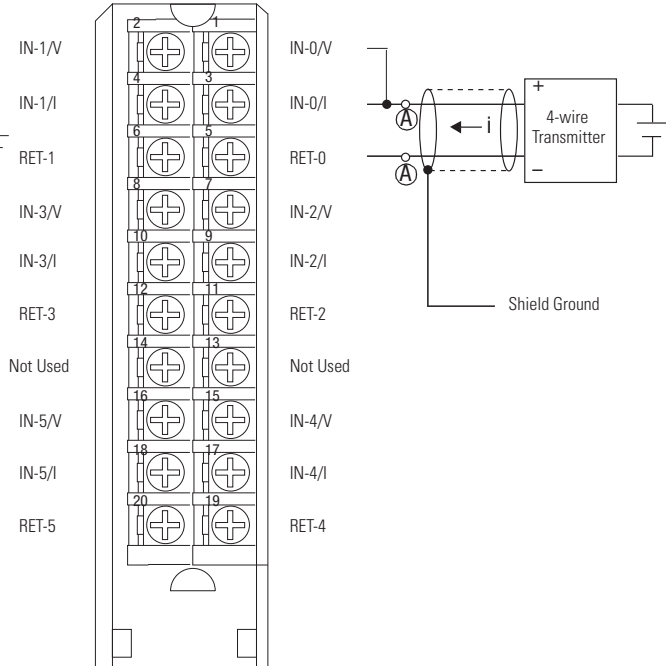 2 1
IN-1/V IN-0/V
4 3
+
IN-1/I IN-0/I
A i 4-wire
Transmitter
6 5
RET-1 RET-0
A –
8 7
IN-3/V IN-2/V
10 9
IN-3/I IN-2/I
12 11
RET-3 RET-2
Shield Ground
14 13
Not Used Not Used
16 15
IN-5/V IN-4/V
18 17
IN-5/I IN-4/I
20 19
RET-5 RET-4